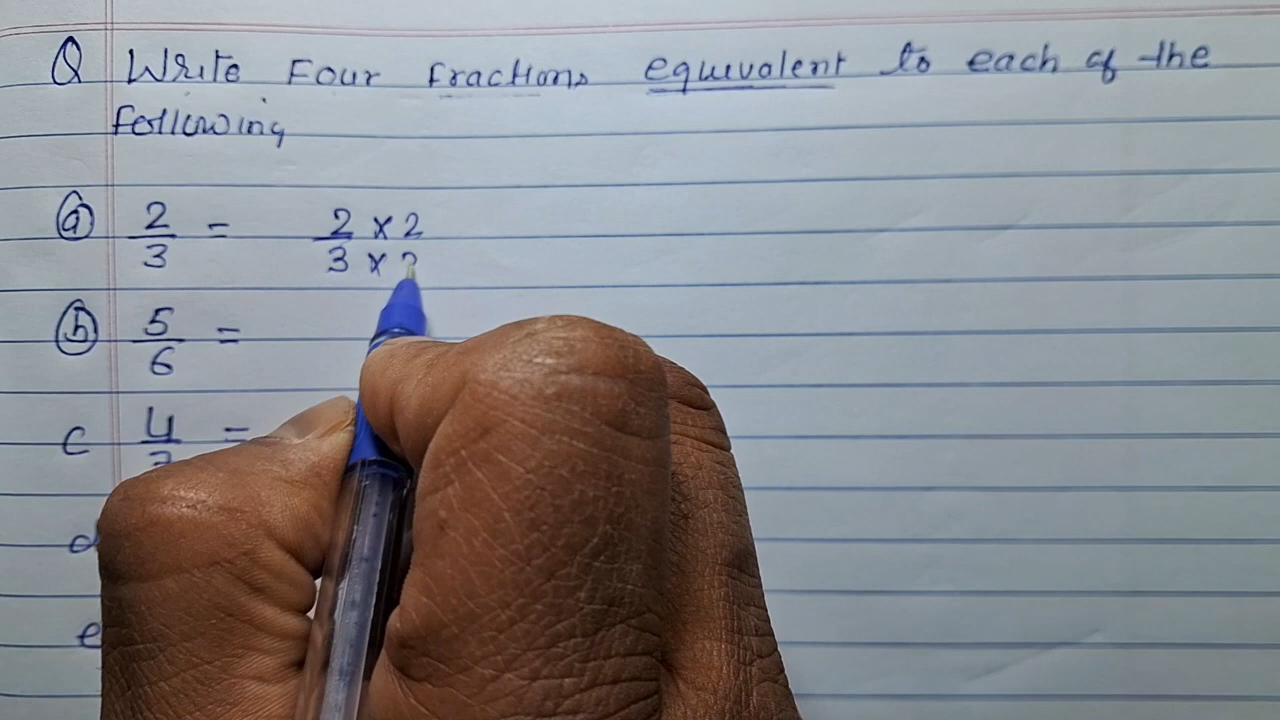 Q Write Four fractions equivalent to each of the
following
(a) 2/3 = 2 × 2
3 × 2
(b) 5/6 =
c 4 =
d
e